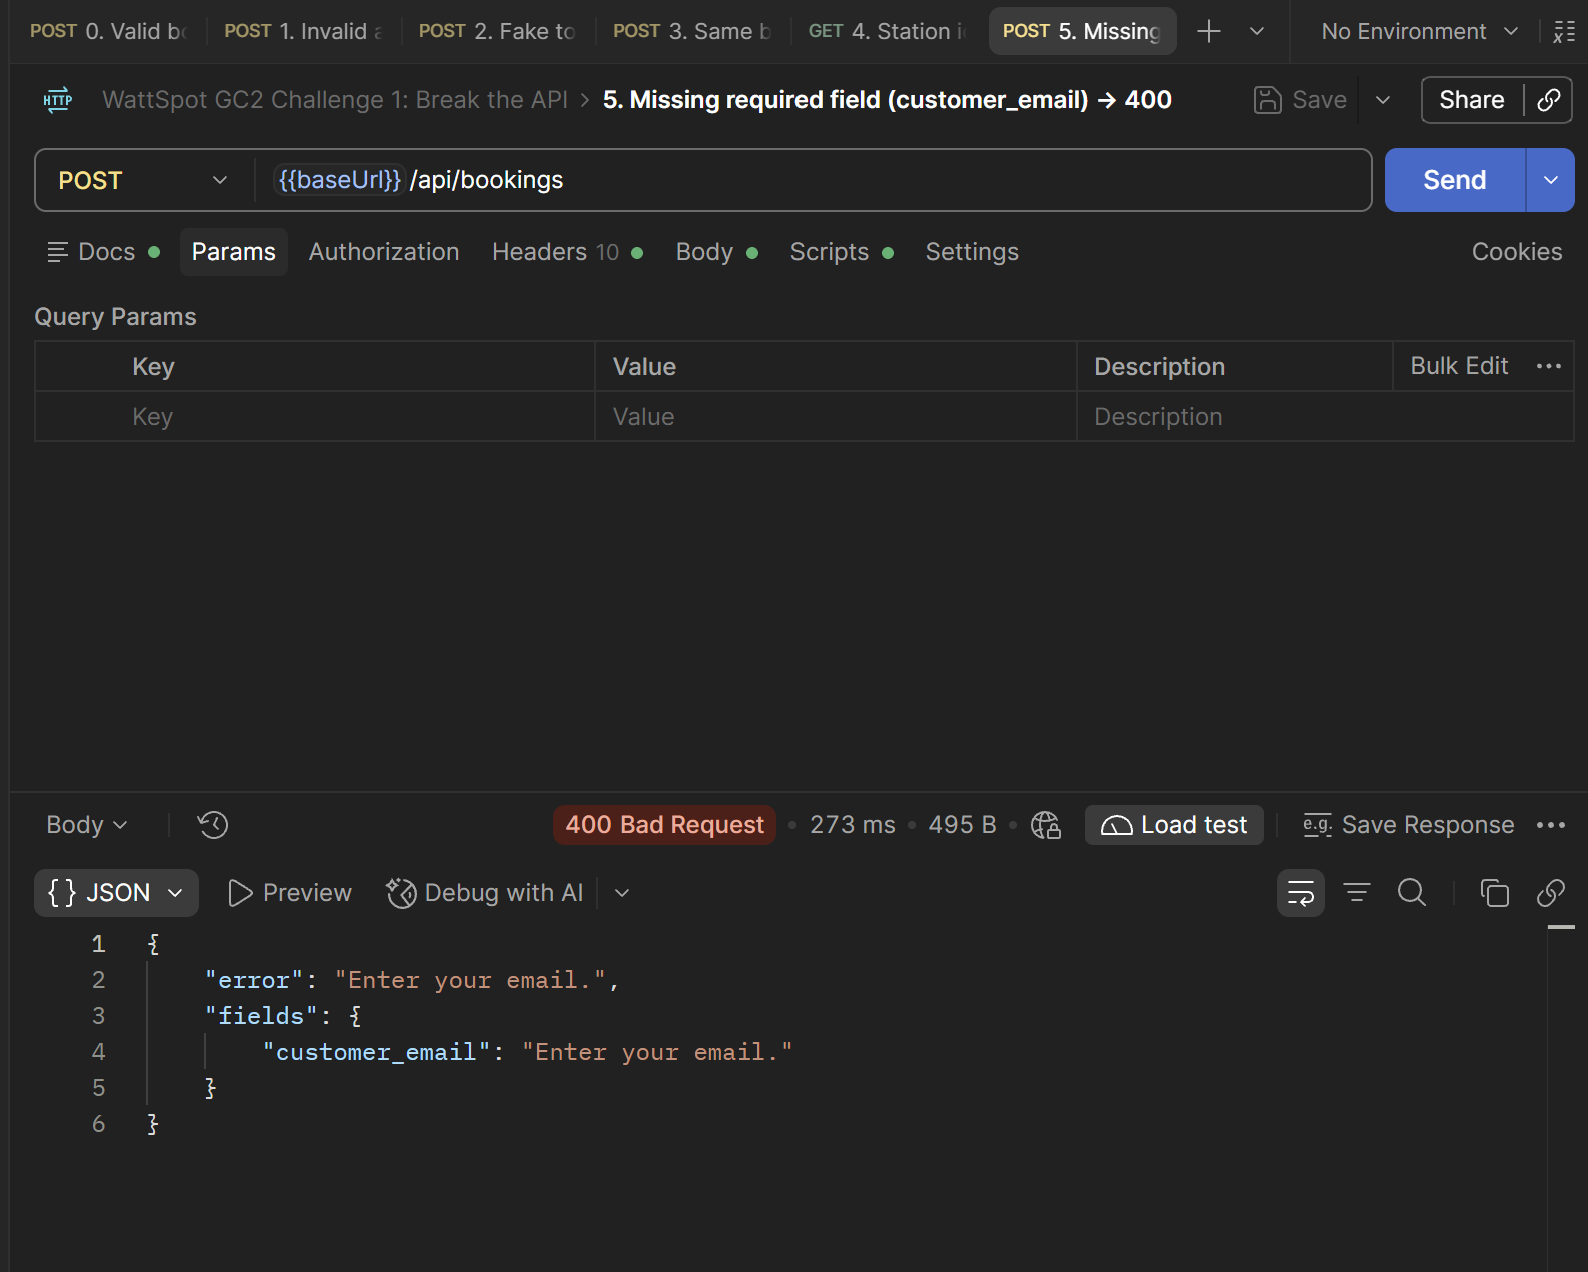 POST 0. Valid bo POST 1. Invalid a POST 2. Fake to POST 3. Same b GET 4. Station i POST 5. Missing No Environment
HTTP WattSpot GC2 Challenge 1: Break the API > 5. Missing required field (customer_email) → 400 Save Share
POST {{baseUrl}} /api/bookings Send
Docs Params Authorization Headers 10 Body Scripts Settings Cookies
Query Params
Key Value Description Bulk Edit
Key Value Description
Body 400 Bad Request 273 ms 495 B Load test e.g. Save Response
{ } JSON Preview Debug with AI
1 {
2 "error": "Enter your email.",
3 "fields": {
4 "customer_email": "Enter your email."
5 }
6 }